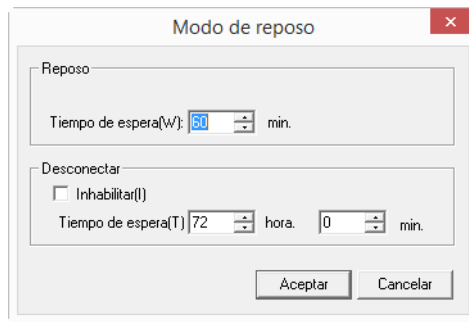 Modo de reposo
Reposo
Tiempo de espera(W): 60 min.
Desconectar
Inhabilitar(I)
Tiempo de espera(T) 72 hora. 0 min.
Aceptar Cancelar